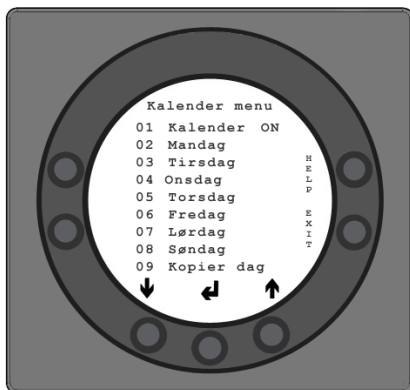 Kalender menu
01 Kalender ON
02 Mandag
03 Tirsdag
04 Onsdag
05 Torsdag
06 Fredag
07 Lørdag
08 Søndag
09 Kopier dag
HELP
EXIT